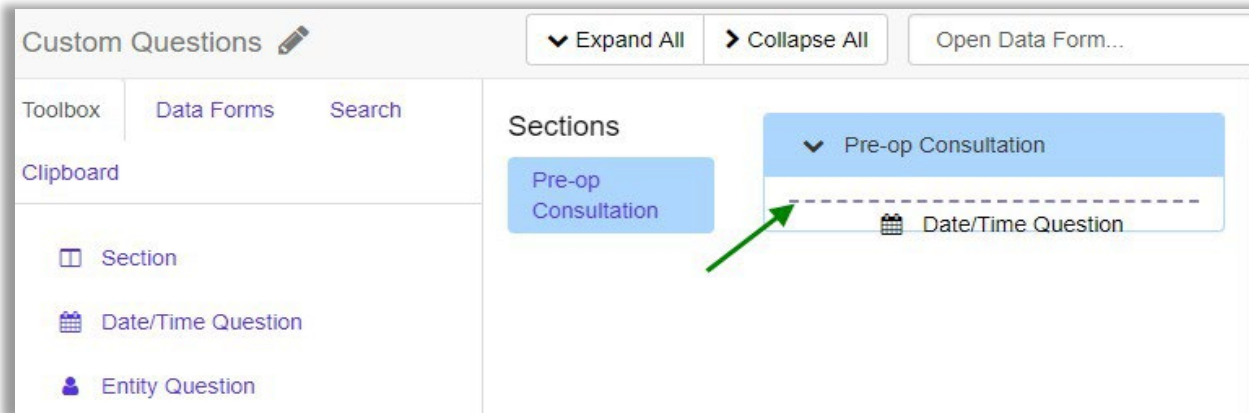 Custom Questions
Expand All
Collapse All
Open Data Form...
Toolbox
Data Forms
Search
Clipboard
Section
Date/Time Question
Entity Question
Sections
Pre-op
Consultation
Pre-op Consultation
Date/Time Question